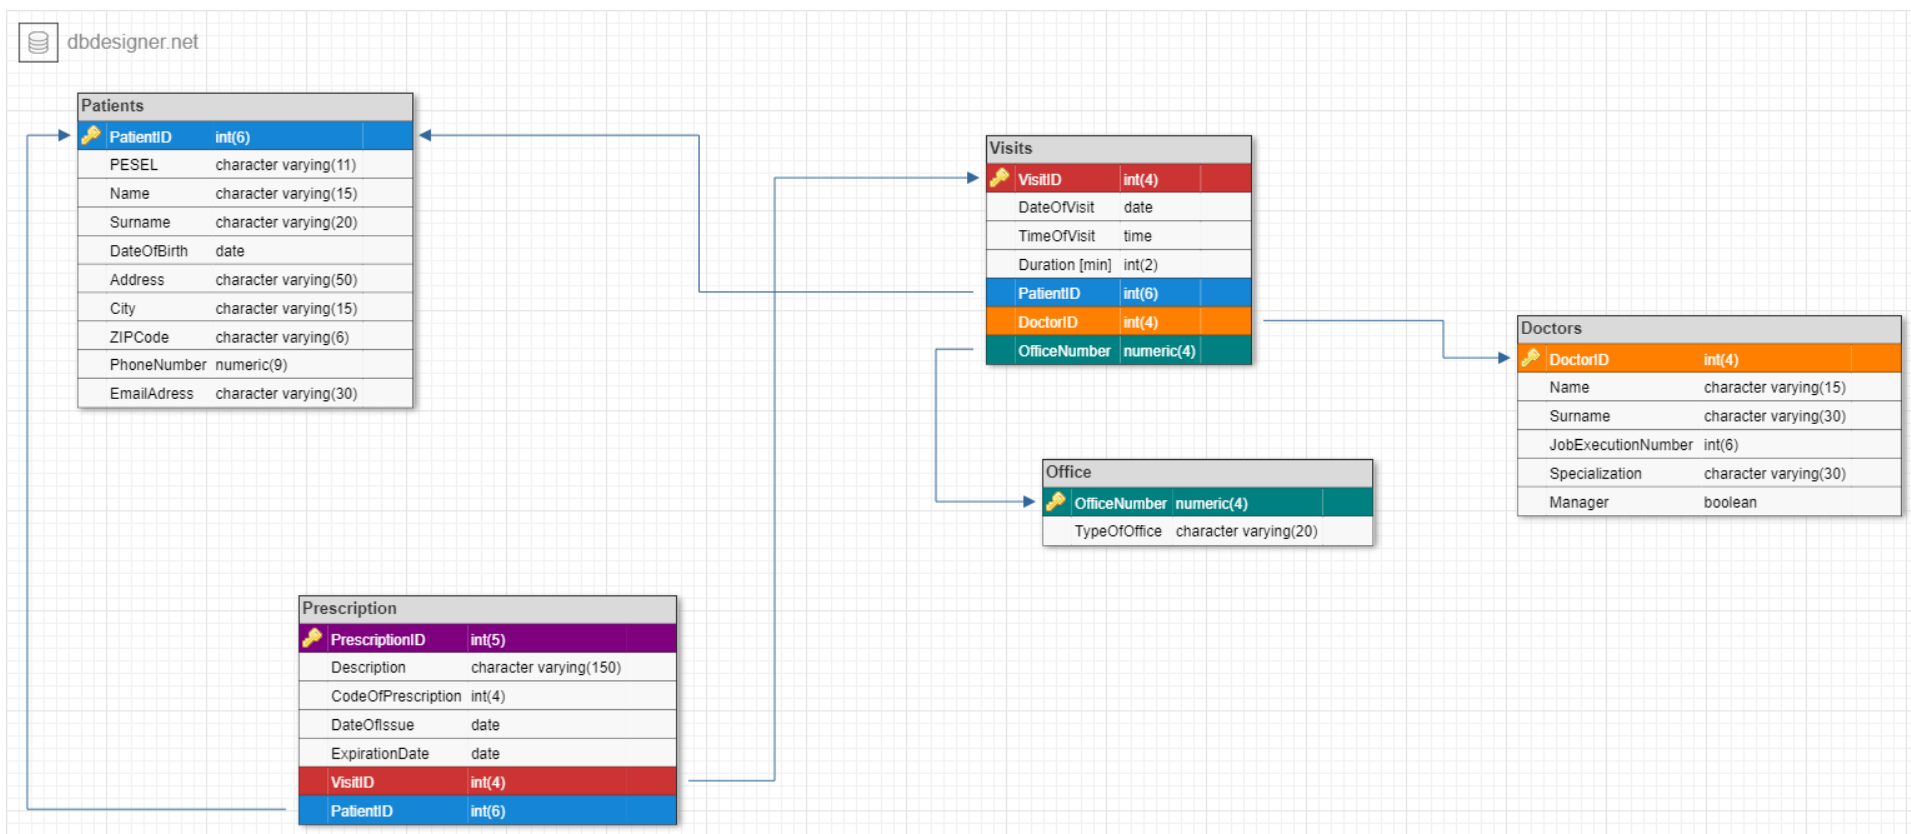 dbdesigner.net
Patients
PatientID int(6)
PESEL character varying(11)
Name character varying(15)
Surname character varying(20)
DateOfBirth date
Address character varying(50)
City character varying(15)
ZIPCode character varying(6)
PhoneNumber numeric(9)
EmailAdress character varying(30)
Visits
VisitID int(4)
DateOfVisit date
TimeOfVisit time
Duration [min] int(2)
PatientID int(6)
DoctorID int(4)
OfficeNumber numeric(4)
Doctors
DoctorID int(4)
Name character varying(15)
Surname character varying(30)
JobExecutionNumber int(6)
Specialization character varying(30)
Manager boolean
Office
OfficeNumber numeric(4)
TypeOfOffice character varying(20)
Prescription
PrescriptionID int(5)
Description character varying(150)
CodeOfPrescription int(4)
DateOfIssue date
ExpirationDate date
VisitID int(4)
PatientID int(6)